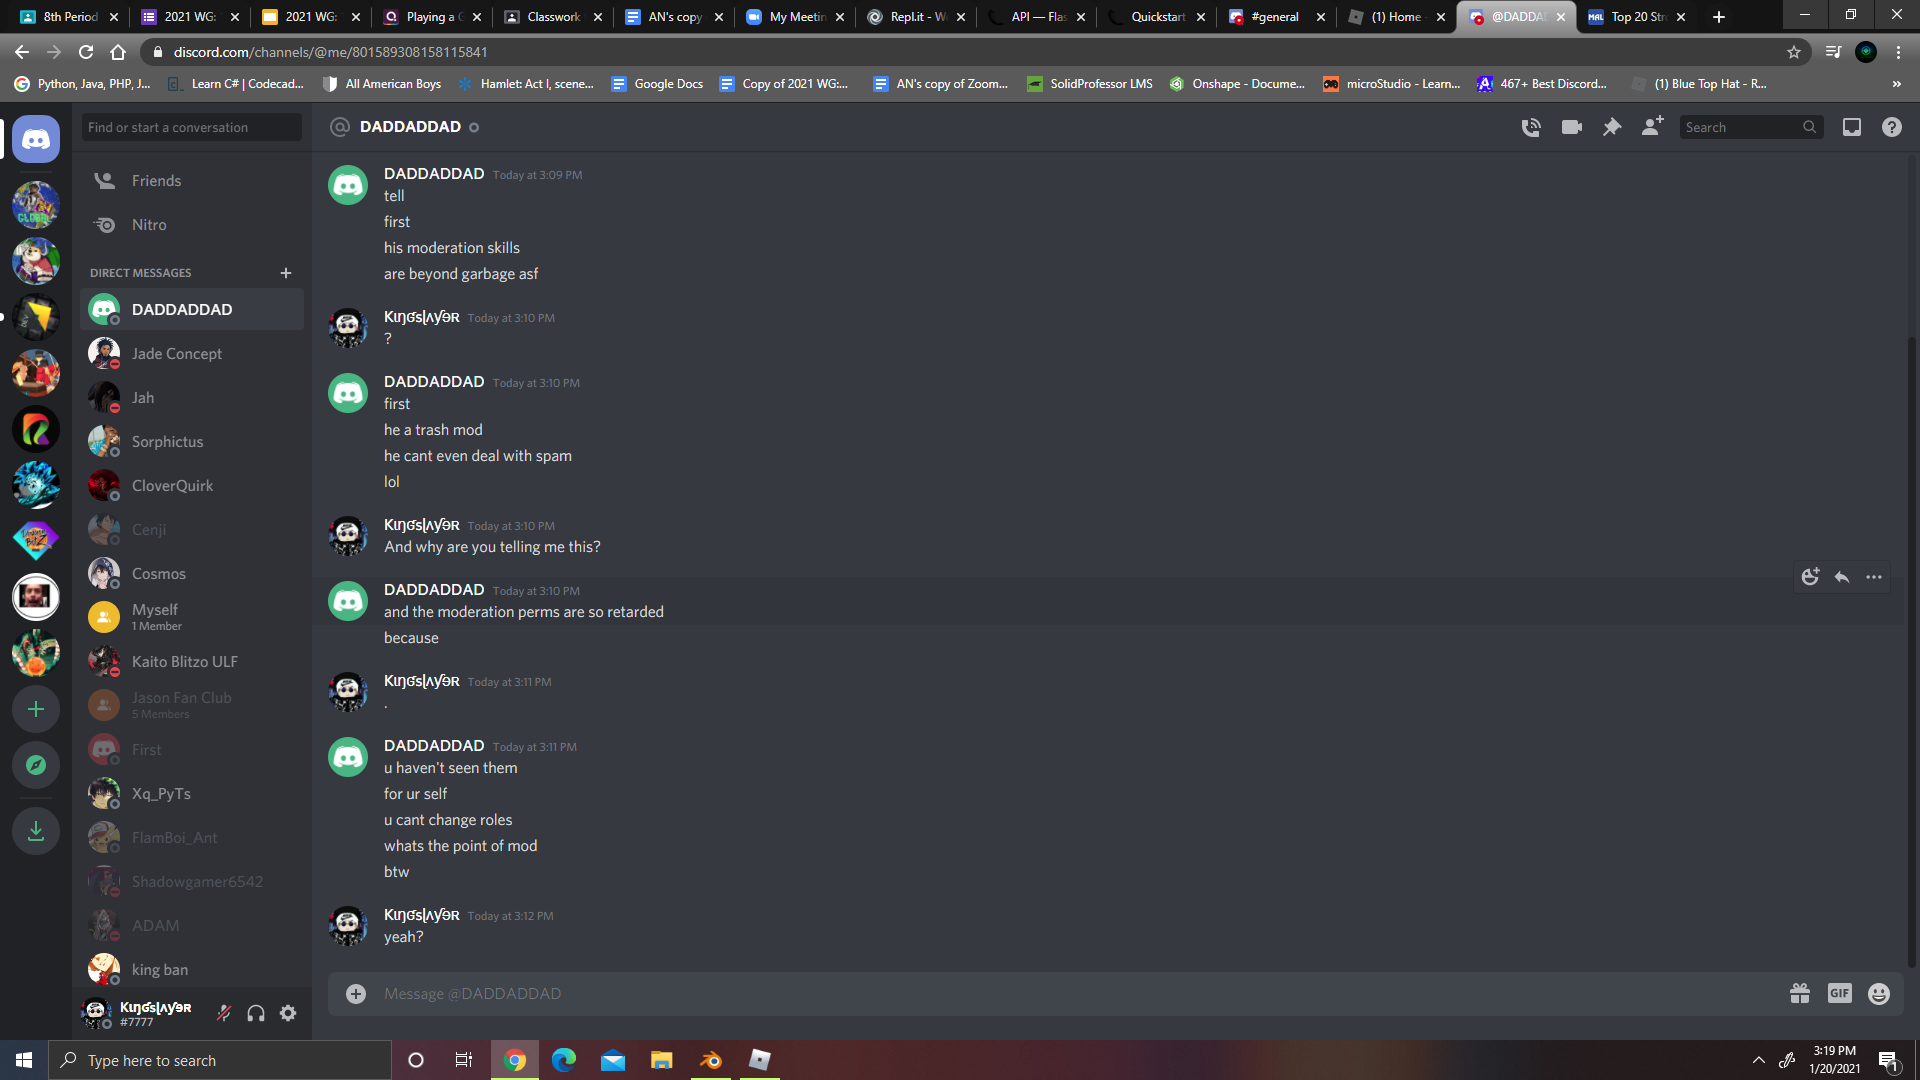 8th Period
2021 WG:
2021 WG:
Playing a G
Classwork
AN's copy
My Meetin
Repl.it - W
API — Flas
Quickstart
#general
(1) Home -
@DADDA
MAL
Top 20 Str
discord.com/channels/@me/801589308158115841
Python, Java, PHP, J...
Learn C# | Codecad...
All American Boys
Hamlet: Act I, scene...
Google Docs
Copy of 2021 WG:...
AN's copy of Zoom...
SolidProfessor LMS
Onshape - Docume...
microStudio - Learn...
467+ Best Discord...
(1) Blue Top Hat - R...
Find or start a conversation
Friends
Nitro
DIRECT MESSAGES
DADDADDAD
Jade Concept
Jah
Sorphictus
CloverQuirk
Cenji
Cosmos
Myself
1 Member
Kaito Blitzo ULF
Jason Fan Club
5 Members
First
Xq_PyTs
FlamBoi_Ant
Shadowgamer6542
ADAM
king ban
#7777
DADDADDAD
Search
DADDADDAD Today at 3:09 PM
tell
first
his moderation skills
are beyond garbage asf
Today at 3:10 PM
?
DADDADDAD Today at 3:10 PM
first
he a trash mod
he cant even deal with spam
lol
Today at 3:10 PM
And why are you telling me this?
DADDADDAD Today at 3:10 PM
and the moderation perms are so retarded
because
Today at 3:11 PM
.
DADDADDAD Today at 3:11 PM
u haven't seen them
for ur self
u cant change roles
whats the point of mod
btw
Today at 3:12 PM
yeah?
Message @DADDADDAD
GIF
Type here to search
3:19 PM
1/20/2021
1